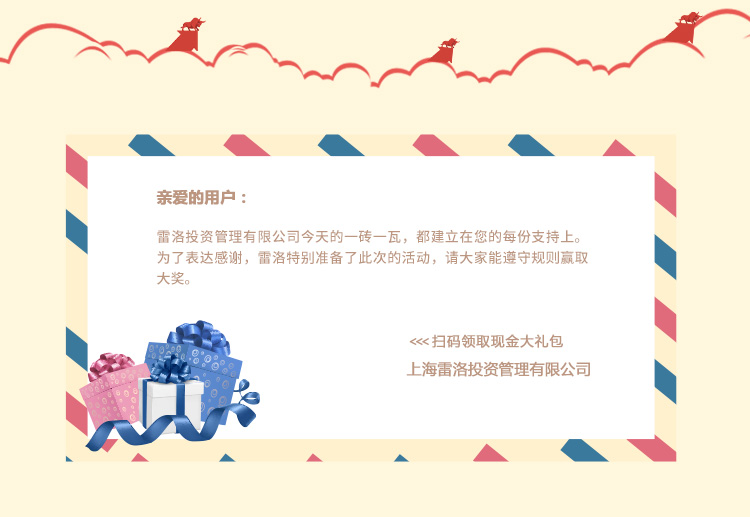 亲爱的用户：
雷洛投资管理有限公司今天的一砖一瓦，都建立在您的每份支持上。
为了表达感谢，雷洛特别准备了此次的活动，请大家能遵守规则赢取
大奖。
<<< 扫码领取现金大礼包
上海雷洛投资管理有限公司